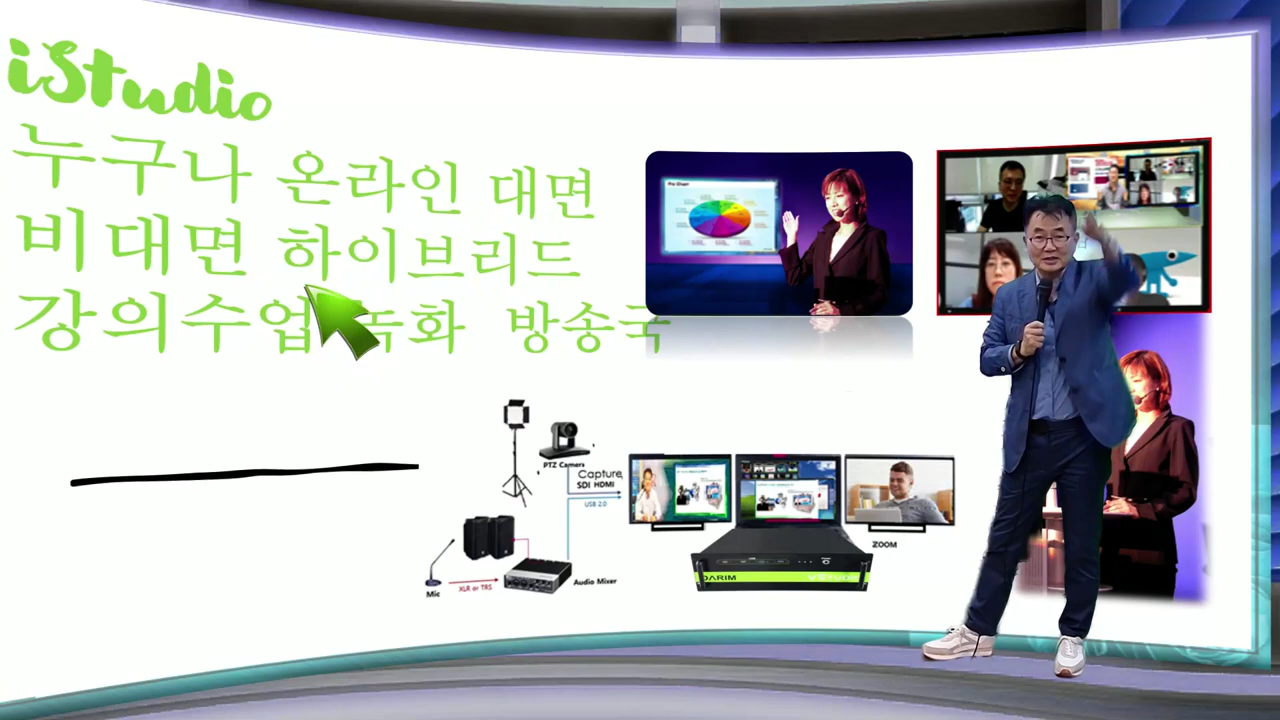 iStudio
누구나 온라인 대면
비대면 하이브리드
강의수업 녹화 방송국
Pie Chart
PTZ Camera
Capture
SDI HDMI
USB 2.0
ZOOM
DARIM
Audio Mixer
XLR or TRS
Mic